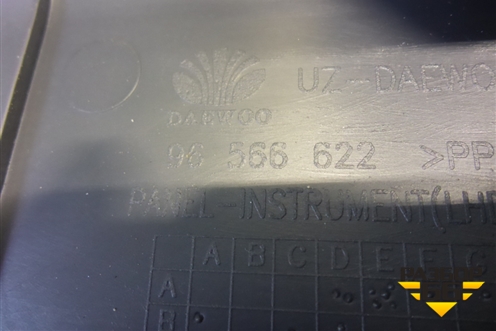 UZ-DAEWO
DAEWOO
96 566 622 >PP
PANEL-INSTRUMENT(LH
A B C D E F G
A
B